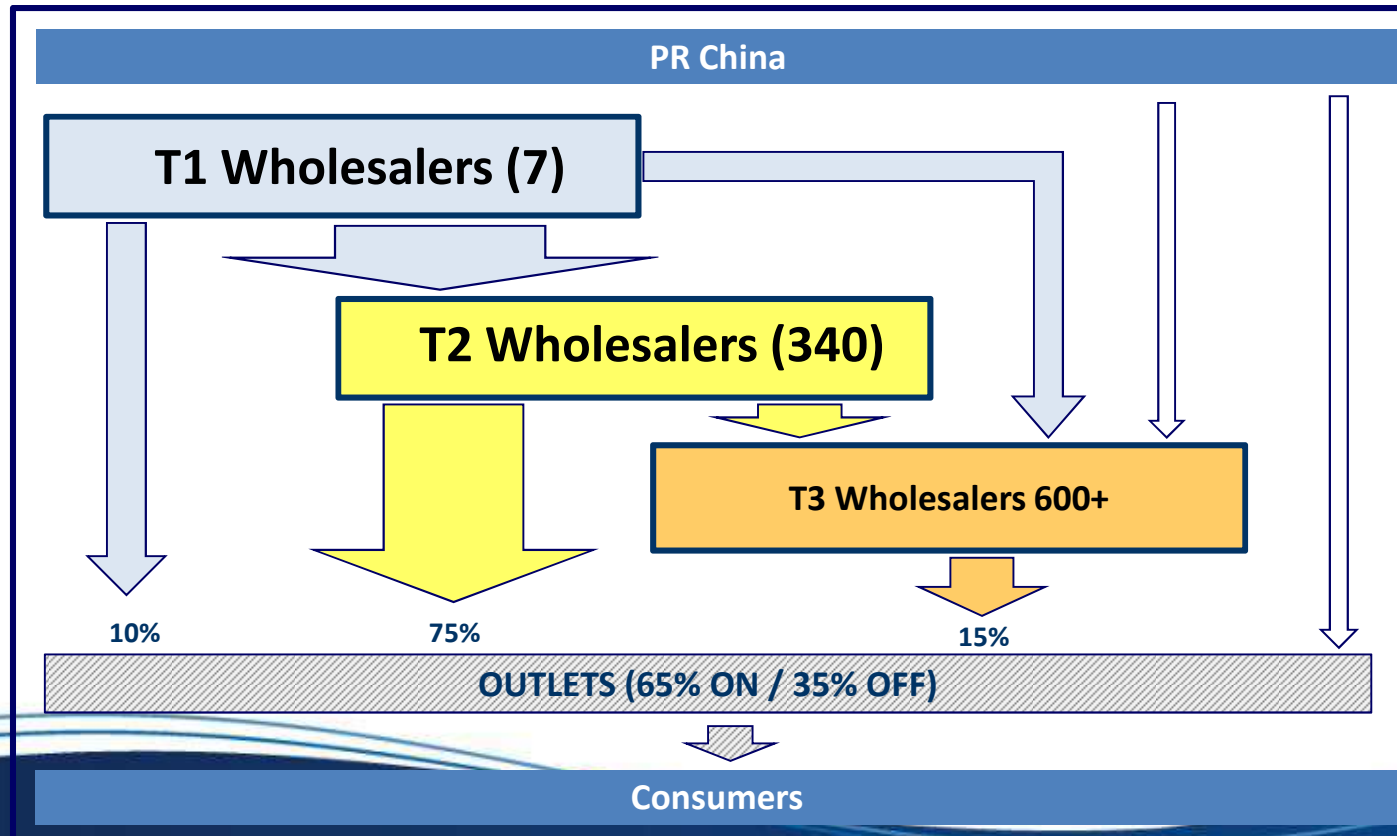 PR China
T1 Wholesalers (7)
T2 Wholesalers (340)
T3 Wholesalers 600+
10%
75%
15%
OUTLETS (65% ON / 35% OFF)
Consumers